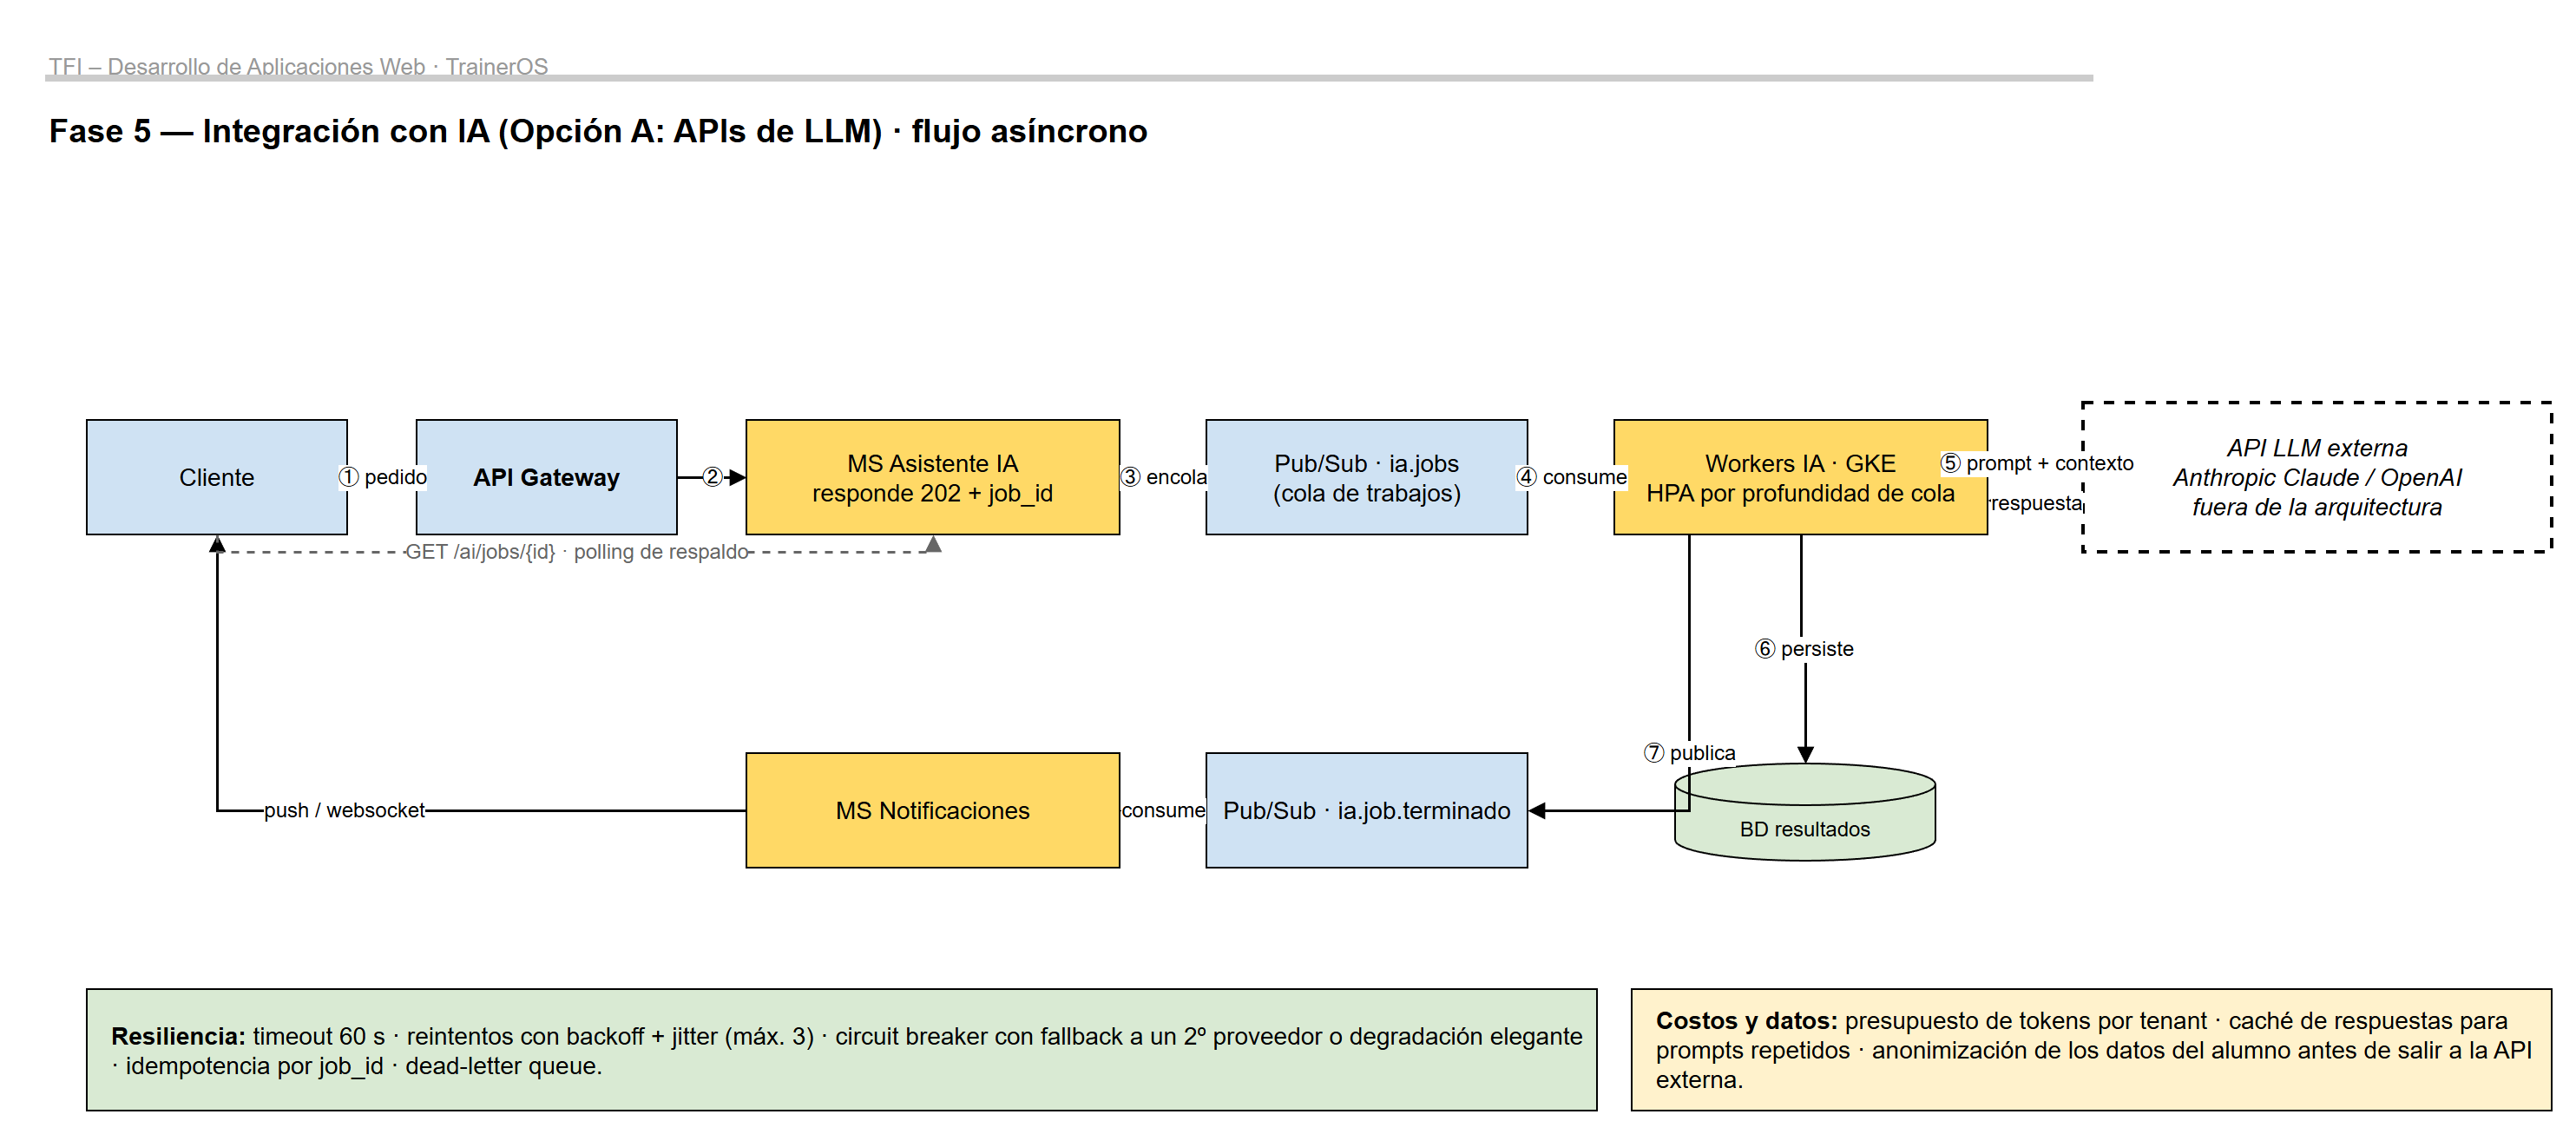 TFI – Desarrollo de Aplicaciones Web · TrainerOS
Fase 5 — Integración con IA (Opción A: APIs de LLM) · flujo asíncrono
Cliente
① pedido
API Gateway
②
MS Asistente IA
responde 202 + job_id
③ encola
Pub/Sub · ia.jobs
(cola de trabajos)
④ consume
Workers IA · GKE
HPA por profundidad de cola
⑤ prompt + contexto
respuesta
API LLM externa
Anthropic Claude / OpenAI
fuera de la arquitectura
GET /ai/jobs/{id} · polling de respaldo
⑥ persiste
⑦ publica
push / websocket
MS Notificaciones
consume
Pub/Sub · ia.job.terminado
BD resultados
Resiliencia: timeout 60 s · reintentos con backoff + jitter (máx. 3) · circuit breaker con fallback a un 2º proveedor o degradación elegante
· idempotencia por job_id · dead-letter queue.
Costos y datos: presupuesto de tokens por tenant · caché de respuestas para
prompts repetidos · anonimización de los datos del alumno antes de salir a la API
externa.